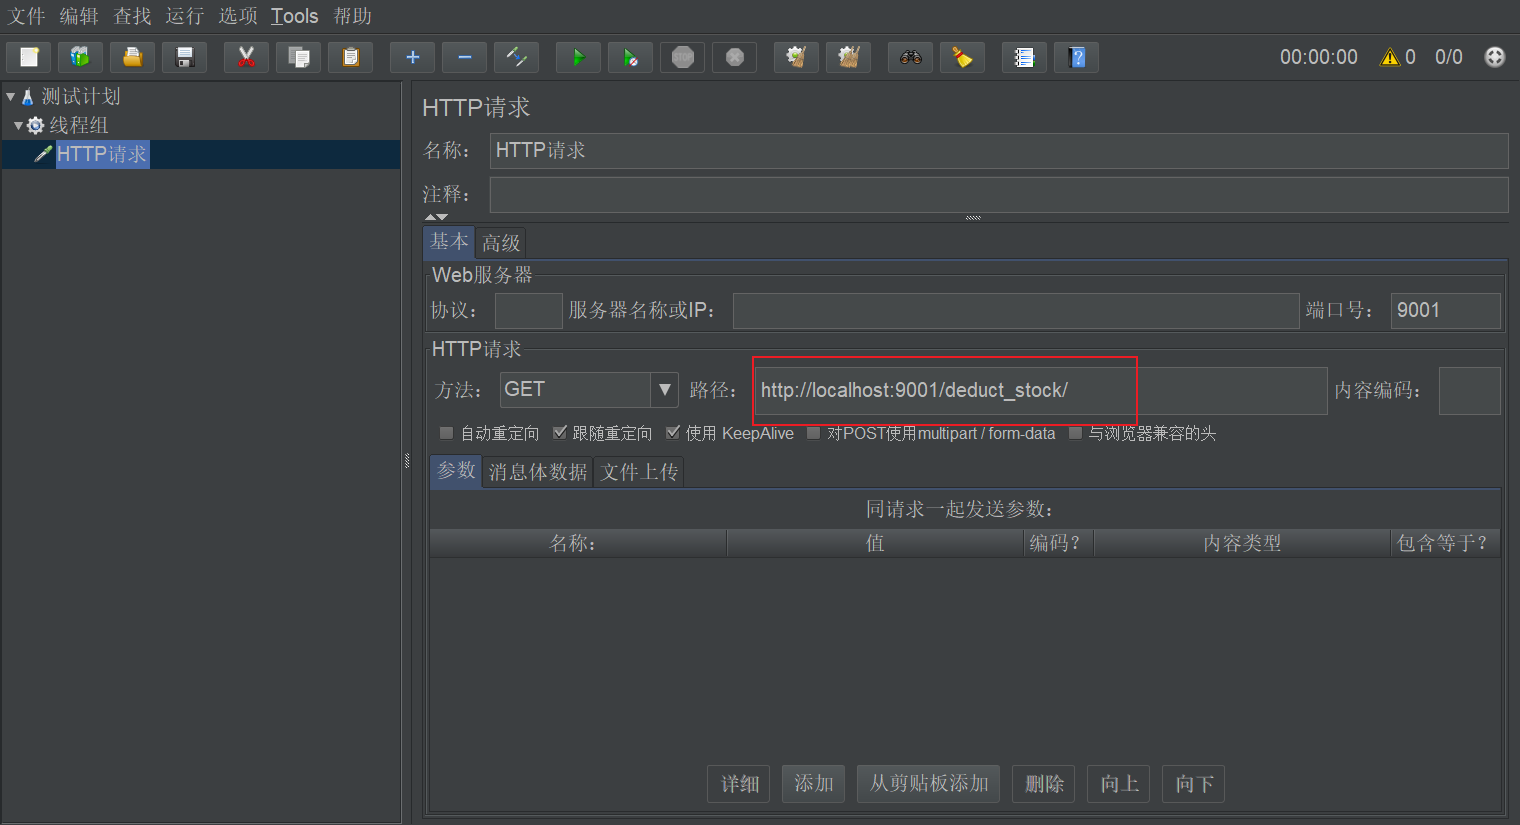 文件 编辑 查找 运行 选项 Tools 帮助
STOP 00:00:00 0 0/0
测试计划
线程组
HTTP请求
HTTP请求
名称： HTTP请求
注释：
基本 高级
Web服务器
协议： 服务器名称或IP： 端口号： 9001
HTTP请求
方法： GET 路径： http://localhost:9001/deduct_stock/ 内容编码：
自动重定向 跟随重定向 使用 KeepAlive 对POST使用multipart / form-data 与浏览器兼容的头
参数 消息体数据 文件上传
同请求一起发送参数：
名称： 值 编码？ 内容类型 包含等于？
详细 添加 从剪贴板添加 删除 向上 向下